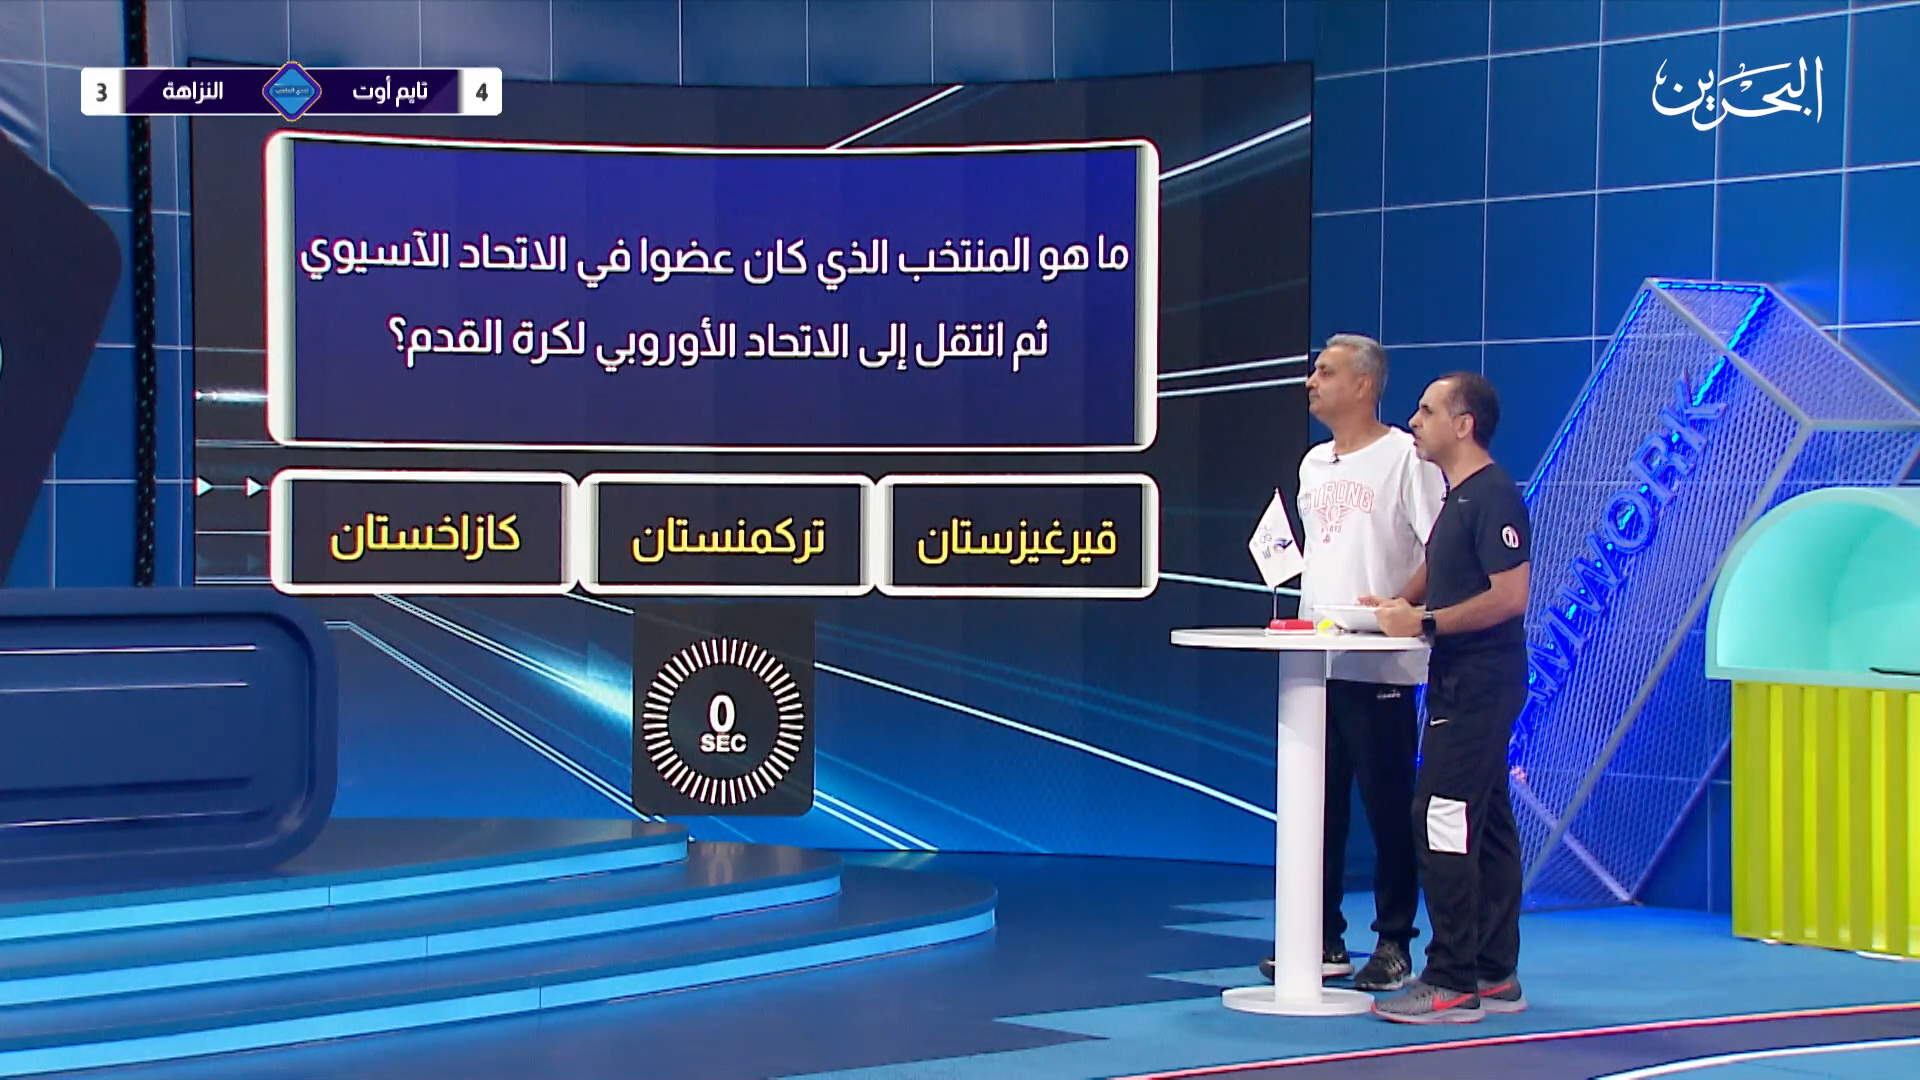 البحرين
4 تايم أوت النزاهة 3
ما هو المنتخب الذي كان عضوا في الاتحاد الآسيوي
ثم انتقل إلى الاتحاد الأوروبي لكرة القدم؟
قيرغيزستان
تركمنستان
كازاخستان
0
SEC
STRONG